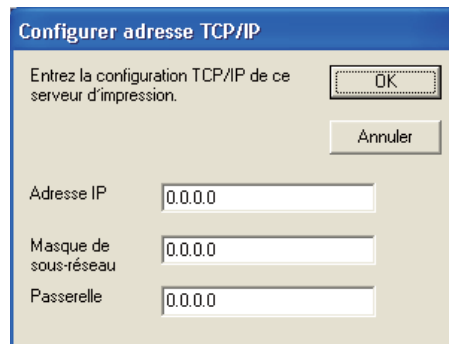 Configurer adresse TCP/IP
Entrez la configuration TCP/IP de ce
serveur d'impression.
OK
Annuler
Adresse IP
0.0.0.0
Masque de
sous-réseau
0.0.0.0
Passerelle
0.0.0.0